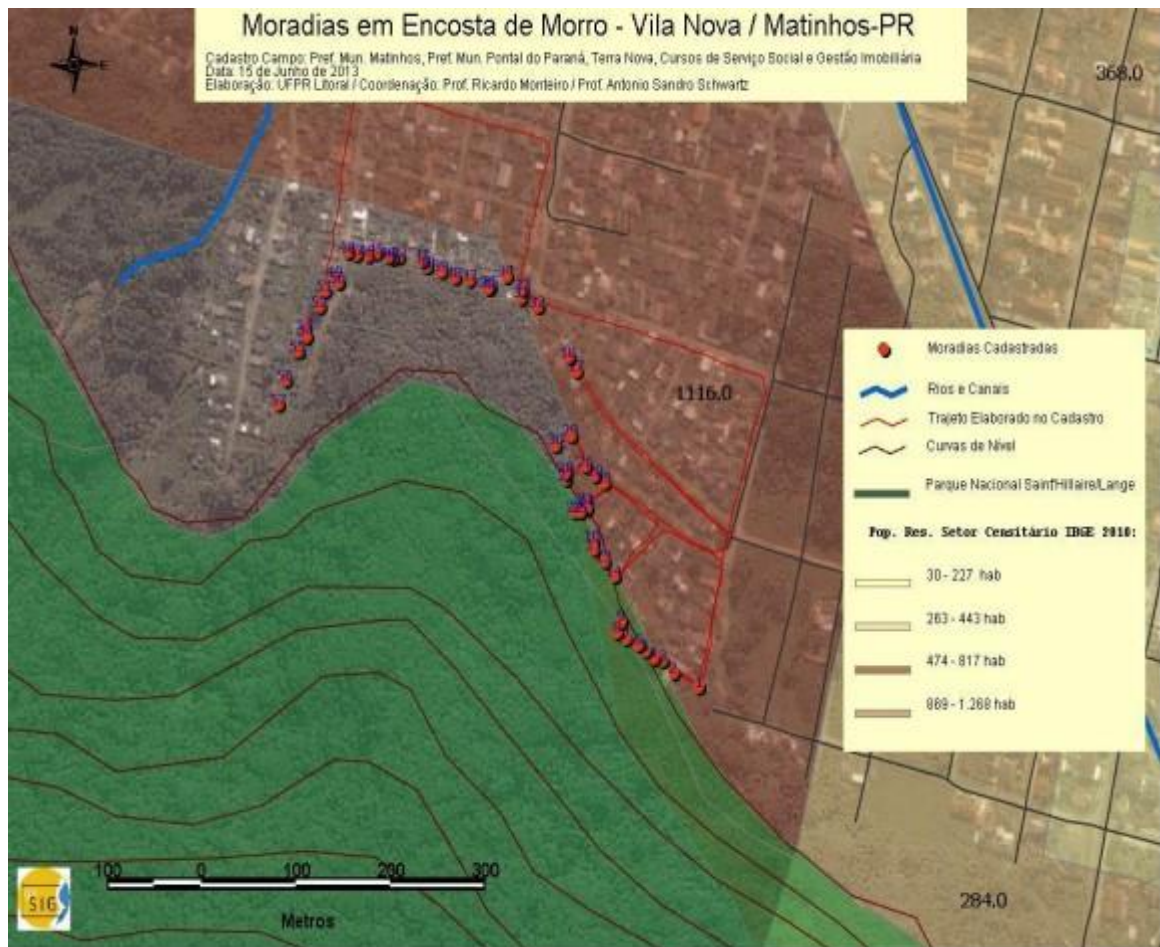 Moradias em Encosta de Morro - Vila Nova / Matinhos-PR
Cadastro Campo: Pref. Mun. Matinhos, Pref. Mun. Pontal do Paraná, Terra Nova, Cursos de Serviço Social e Gestão Imobiliária
Data: 15 de Junho de 2013
Elaboração: UFPR Litoral / Coordenação: Prof. Ricardo Monteiro / Prof. Antonio Sandro Schwartz
N
E
368.0
1116.0
Moradias Cadastradas
Rios e Canais
Trajeto Elaborado no Cadastro
Curvas de Nível
Parque Nacional Saint'Hillaire/Lange
Pop. Res. Setor Censitário IBGE 2010:
30 - 227 hab
263 - 443 hab
474 - 817 hab
869 - 1.268 hab
284.0
100 0 100 200 300
Metros
SIG